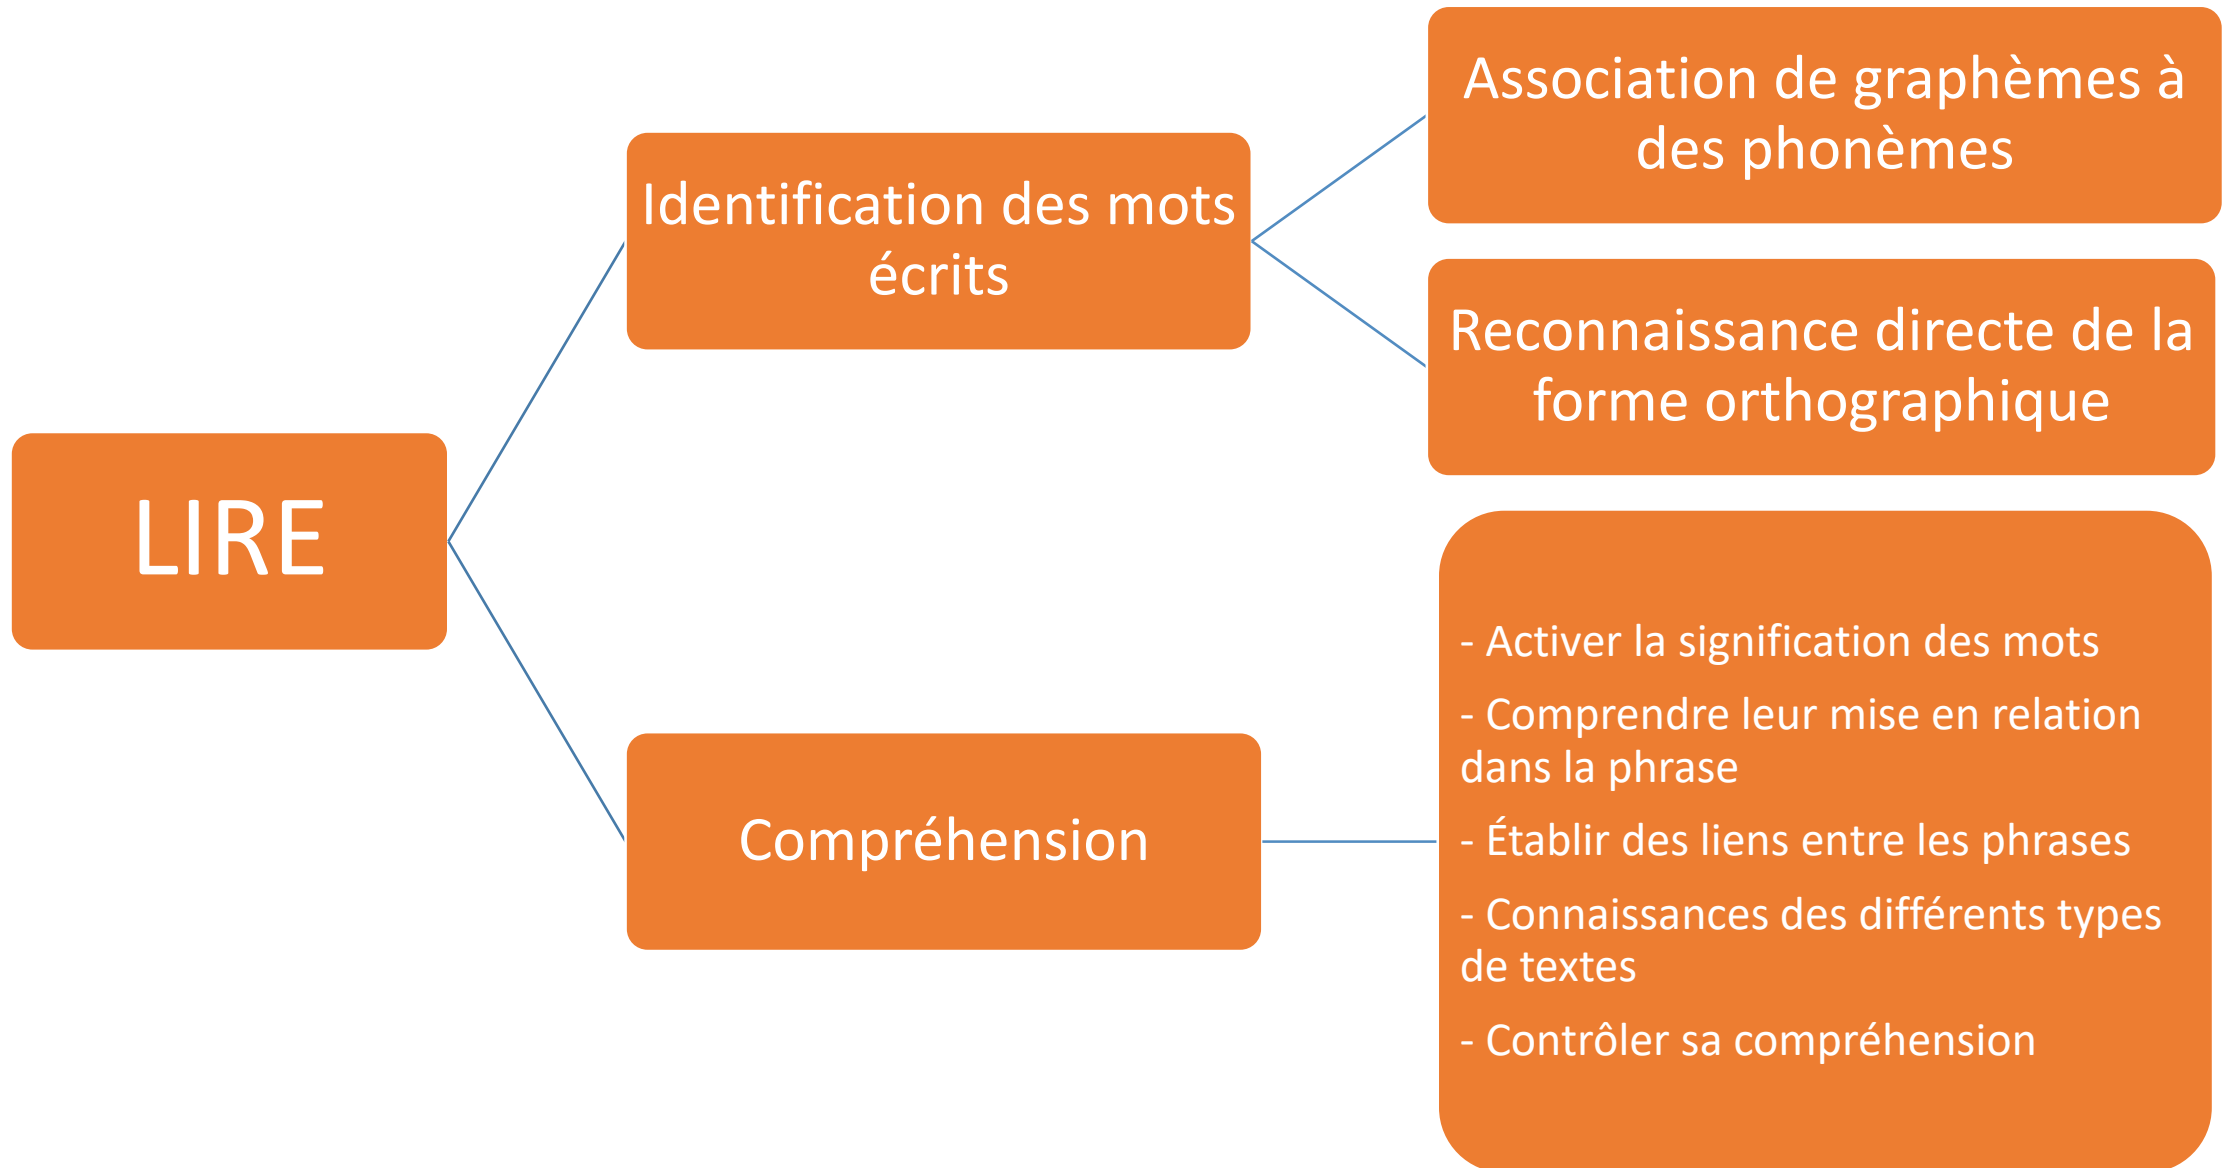 LIRE
Identification des mots
écrits
Association de graphèmes à
des phonèmes
Reconnaissance directe de la
forme orthographique
Compréhension
- Activer la signification des mots
- Comprendre leur mise en relation
dans la phrase
- Établir des liens entre les phrases
- Connaissances des différents types
de textes
- Contrôler sa compréhension